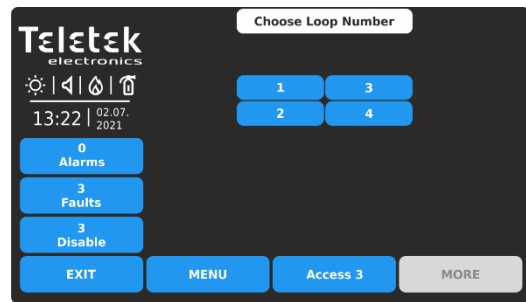 Choose Loop Number
Teletek
electronics
13:22 02.07.
2021
1 3
2 4
0
Alarms
3
Faults
3
Disable
EXIT MENU Access 3 MORE